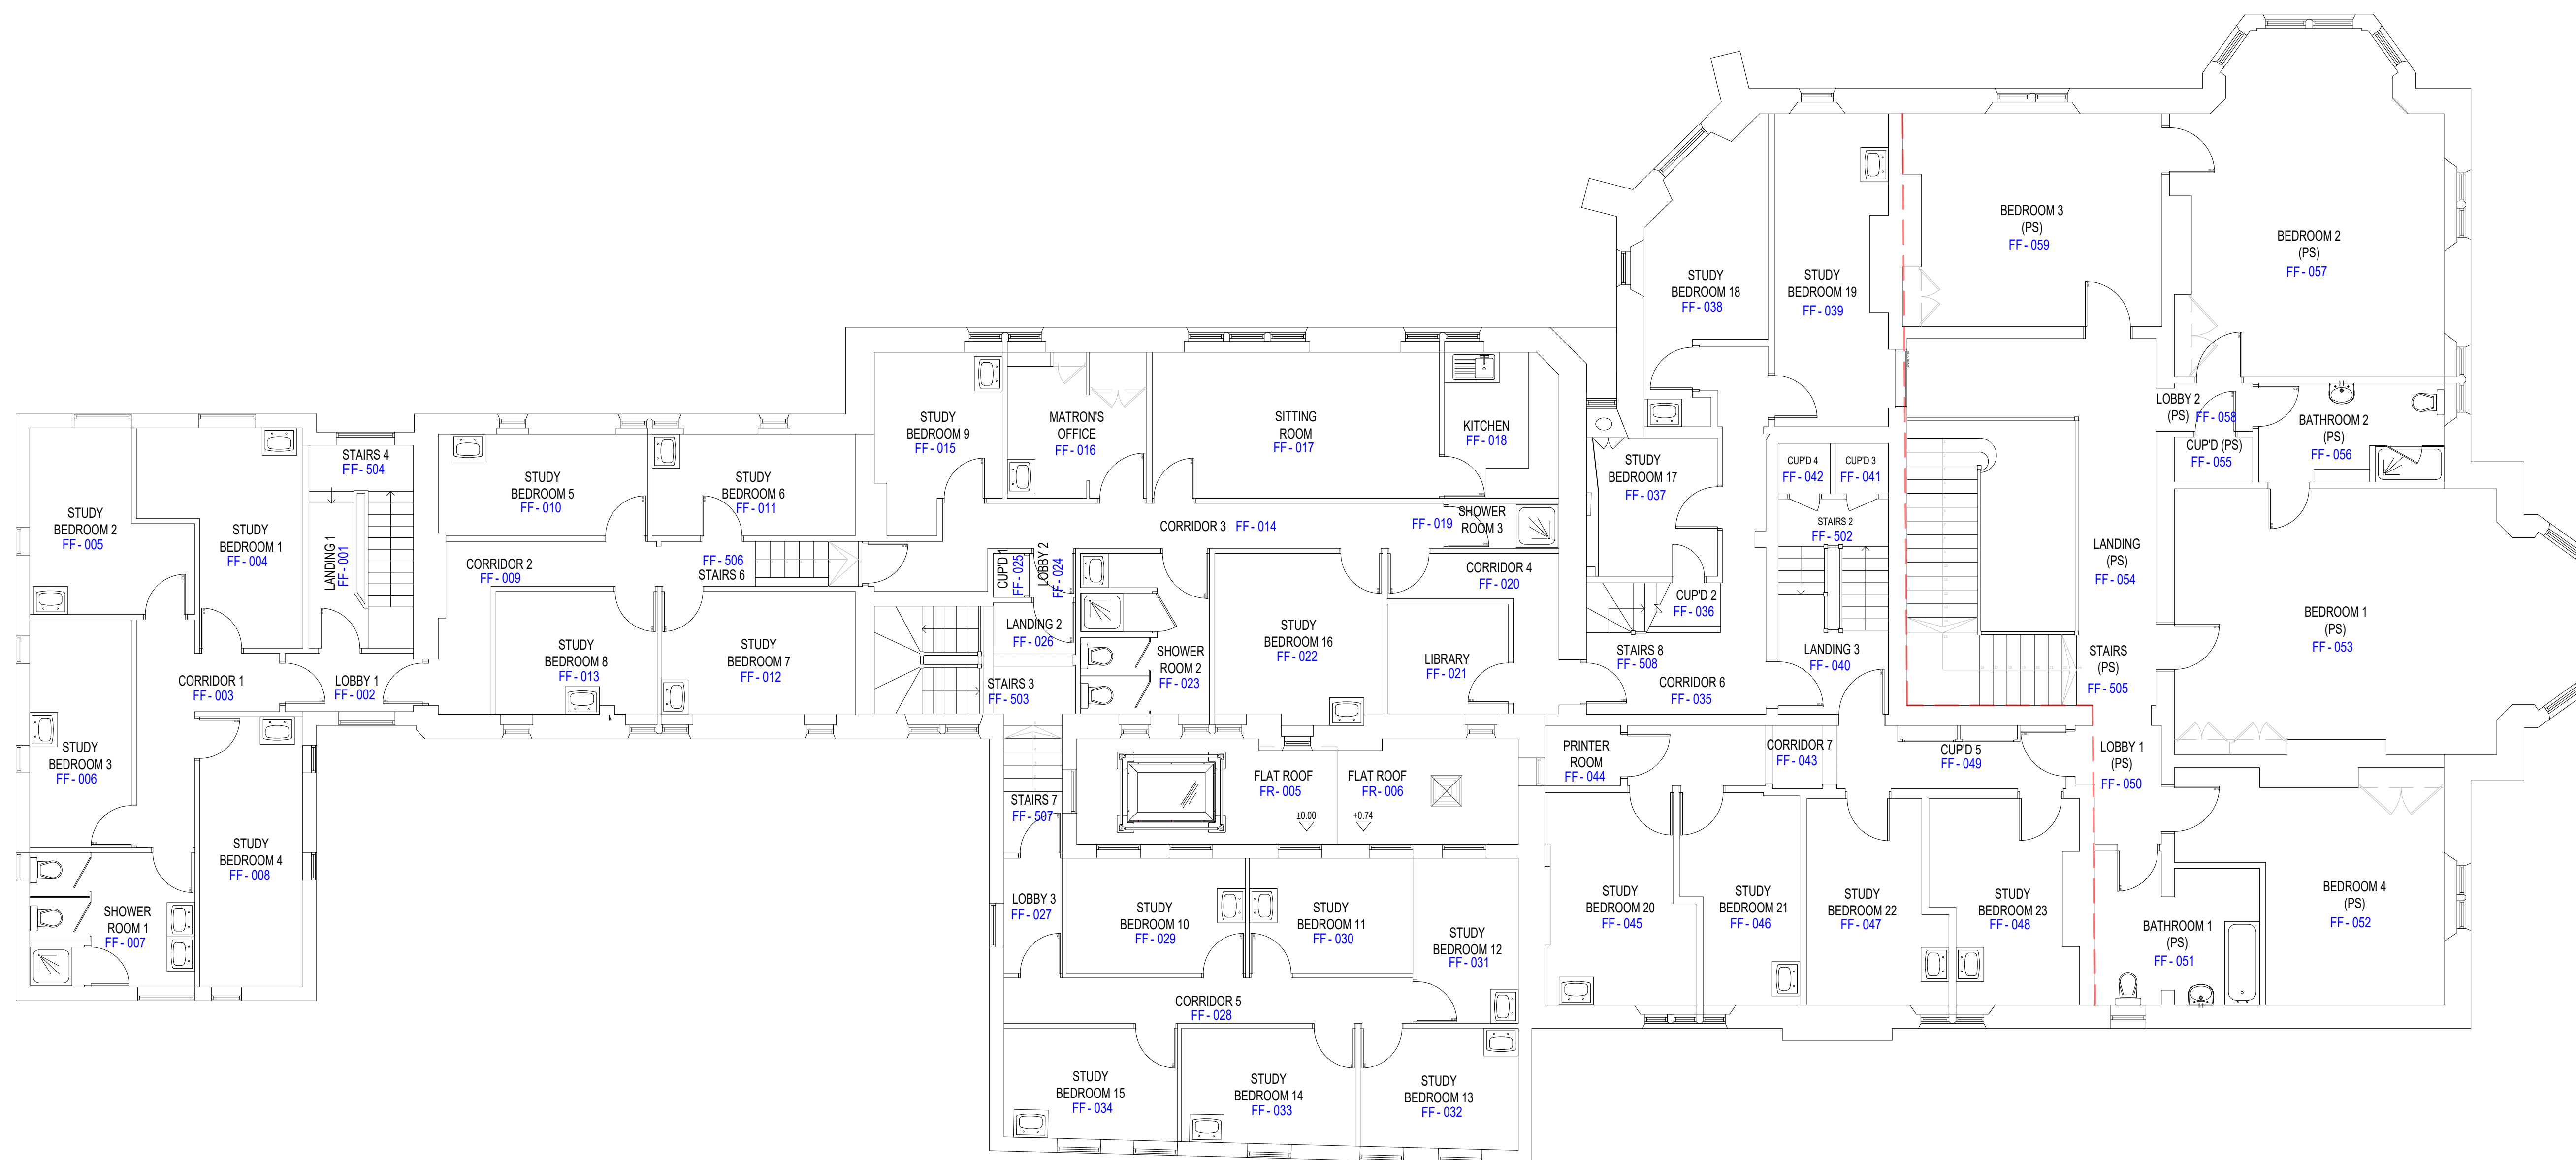 STUDY
BEDROOM 2
FF - 005
STUDY
BEDROOM 1
FF - 004
STAIRS 4
FF - 504
LANDING 1
FF - 001
CORRIDOR 1
FF - 003
LOBBY 1
FF - 002
STUDY
BEDROOM 3
FF - 006
STUDY
BEDROOM 4
FF - 008
SHOWER
ROOM 1
FF - 007
STUDY
BEDROOM 5
FF - 010
STUDY
BEDROOM 6
FF - 011
CORRIDOR 2
FF - 009
FF - 506
STAIRS 6
STUDY
BEDROOM 8
FF - 013
STUDY
BEDROOM 7
FF - 012
STUDY
BEDROOM 9
FF - 015
MATRON'S
OFFICE
FF - 016
SITTING
ROOM
FF - 017
KITCHEN
FF - 018
CORRIDOR 3 FF - 014
FF - 019 SHOWER
ROOM 3
CUP'D 1
FF - 025
LOBBY 2
FF - 024
LANDING 2
FF - 026
STAIRS 3
FF - 503
SHOWER
ROOM 2
FF - 023
STUDY
BEDROOM 16
FF - 022
CORRIDOR 4
FF - 020
LIBRARY
FF - 021
STAIRS 7
FF - 507
FLAT ROOF
FR - 005
±0.00
FLAT ROOF
FR - 006
+0.74
LOBBY 3
FF - 027
STUDY
BEDROOM 10
FF - 029
STUDY
BEDROOM 11
FF - 030
STUDY
BEDROOM 12
FF - 031
CORRIDOR 5
FF - 028
STUDY
BEDROOM 15
FF - 034
STUDY
BEDROOM 14
FF - 033
STUDY
BEDROOM 13
FF - 032
STUDY
BEDROOM 18
FF - 038
STUDY
BEDROOM 19
FF - 039
STUDY
BEDROOM 17
FF - 037
CUP'D 2
FF - 036
STAIRS 8
FF - 508
CORRIDOR 6
FF - 035
CUP'D 4
FF - 042
CUP'D 3
FF - 041
STAIRS 2
FF - 502
LANDING 3
FF - 040
PRINTER
ROOM
FF - 044
CORRIDOR 7
FF - 043
CUP'D 5
FF - 049
STUDY
BEDROOM 20
FF - 045
STUDY
BEDROOM 21
FF - 046
STUDY
BEDROOM 22
FF - 047
STUDY
BEDROOM 23
FF - 048
BEDROOM 3
(PS)
FF - 059
BEDROOM 2
(PS)
FF - 057
LOBBY 2
(PS) FF - 058
CUP'D (PS)
FF - 055
BATHROOM 2
(PS)
FF - 056
LANDING
(PS)
FF - 054
BEDROOM 1
(PS)
FF - 053
STAIRS
(PS)
FF - 505
LOBBY 1
(PS)
FF - 050
BEDROOM 4
(PS)
FF - 052
BATHROOM 1
(PS)
FF - 051